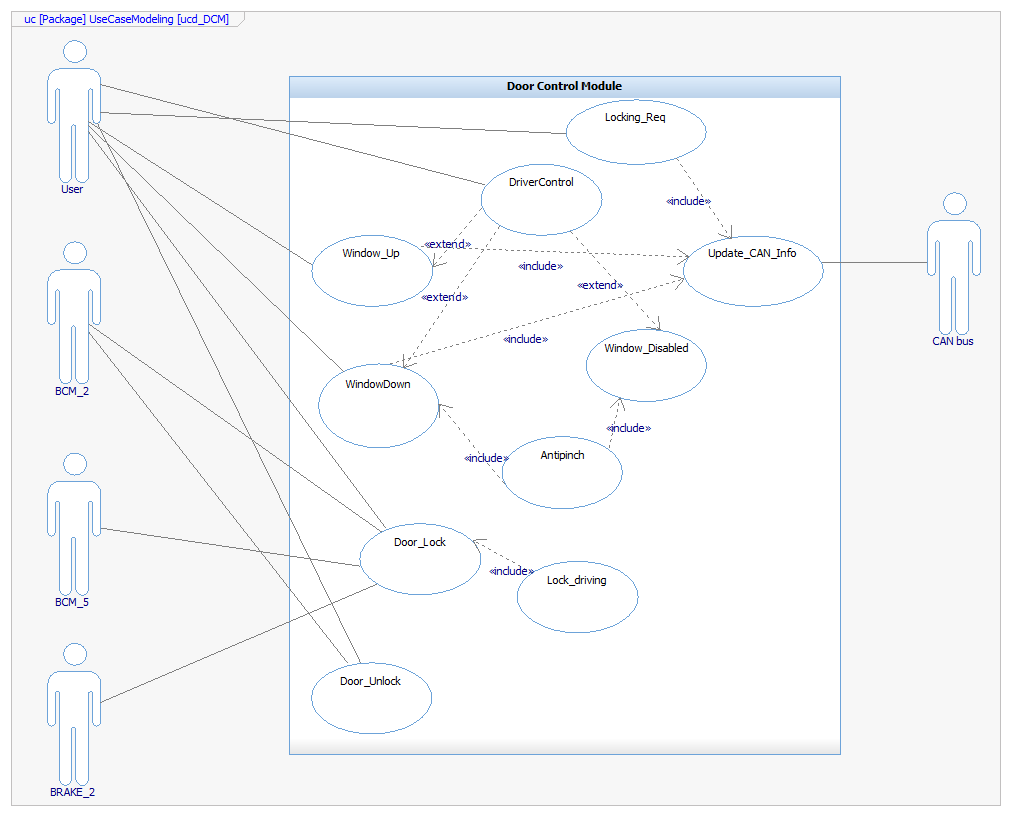 uc [Package] UseCaseModeling [ucd_DCM]
Door Control Module
Locking_Req
User
DriverControl
«include»
Window_Up
«extend»
Update_CAN_Info
«include»
«extend»
«extend»
CAN bus
«include»
Window_Disabled
BCM_2
WindowDown
«include»
«include»
Antipinch
Door_Lock
«include»
Lock_driving
BCM_5
Door_Unlock
BRAKE_2